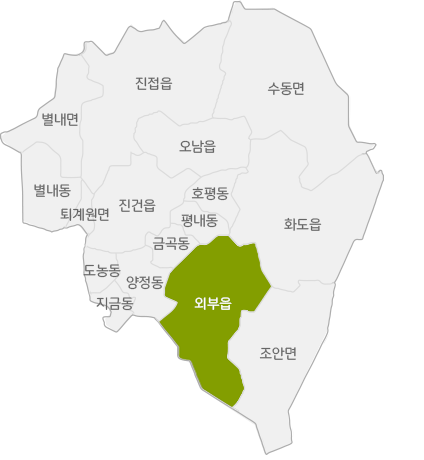 진접읍
수동면
별내면
오남읍
별내동
호평동
진건읍
퇴계원면
평내동
화도읍
금곡동
도농동
양정동
지금동
외부읍
조안면